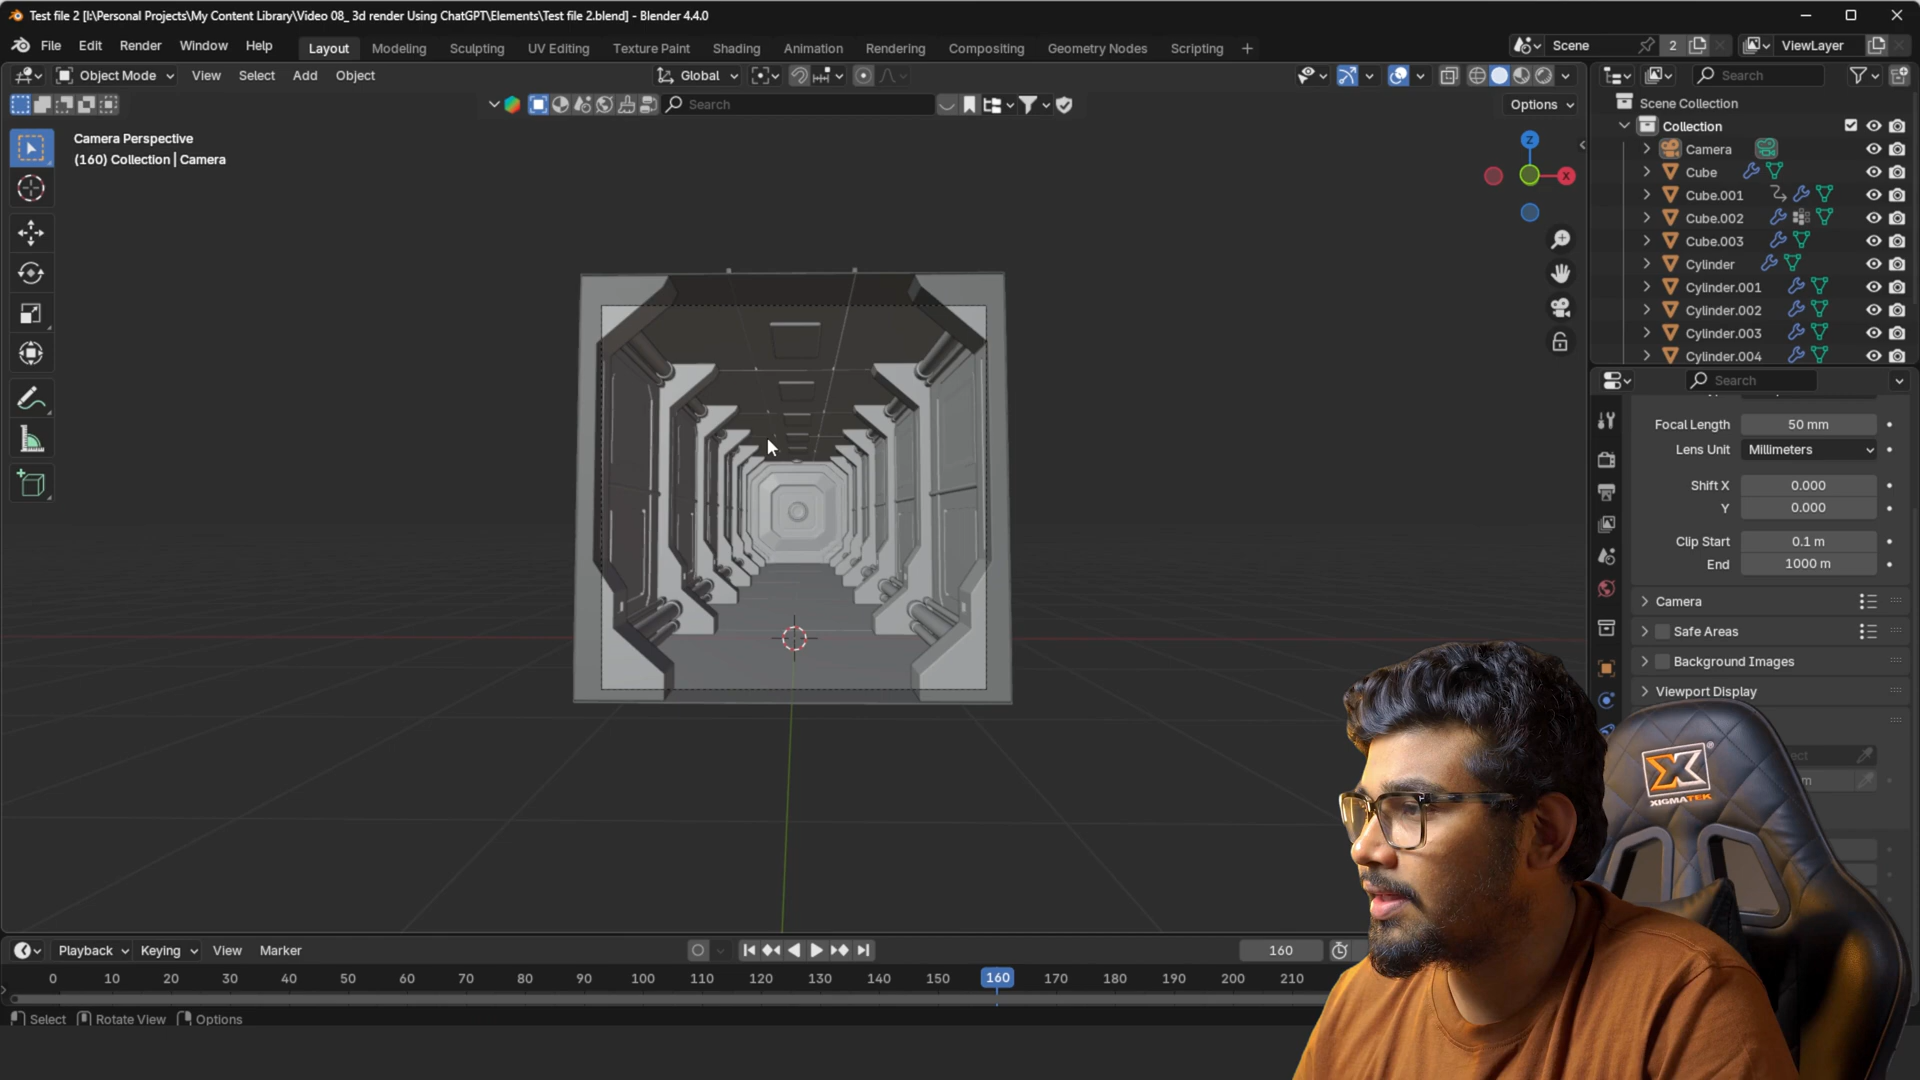 Test file 2 [I:\Personal Projects\My Content Library\Video 08_ 3d render Using ChatGPT\Elements\Test file 2.blend] - Blender 4.4.0
File Edit Render Window Help Layout Modeling Sculpting UV Editing Texture Paint Shading Animation Rendering Compositing Geometry Nodes Scripting + Scene 2 ViewLayer
Object Mode View Select Add Object Global Search
Search Options
Camera Perspective
(160) Collection | Camera
Z
X
Scene Collection
Collection
Camera
Cube
Cube.001
Cube.002
Cube.003
Cylinder
Cylinder.001
Cylinder.002
Cylinder.003
Cylinder.004
Search
Focal Length 50 mm
Lens Unit Millimeters
Shift X 0.000
Y 0.000
Clip Start 0.1 m
End 1000 m
Camera
Safe Areas
Background Images
Viewport Display
XIGMATEK
Playback Keying View Marker 160
0 10 20 30 40 50 60 70 80 90 100 110 120 130 140 150 160 170 180 190 200 210
Select Rotate View Options